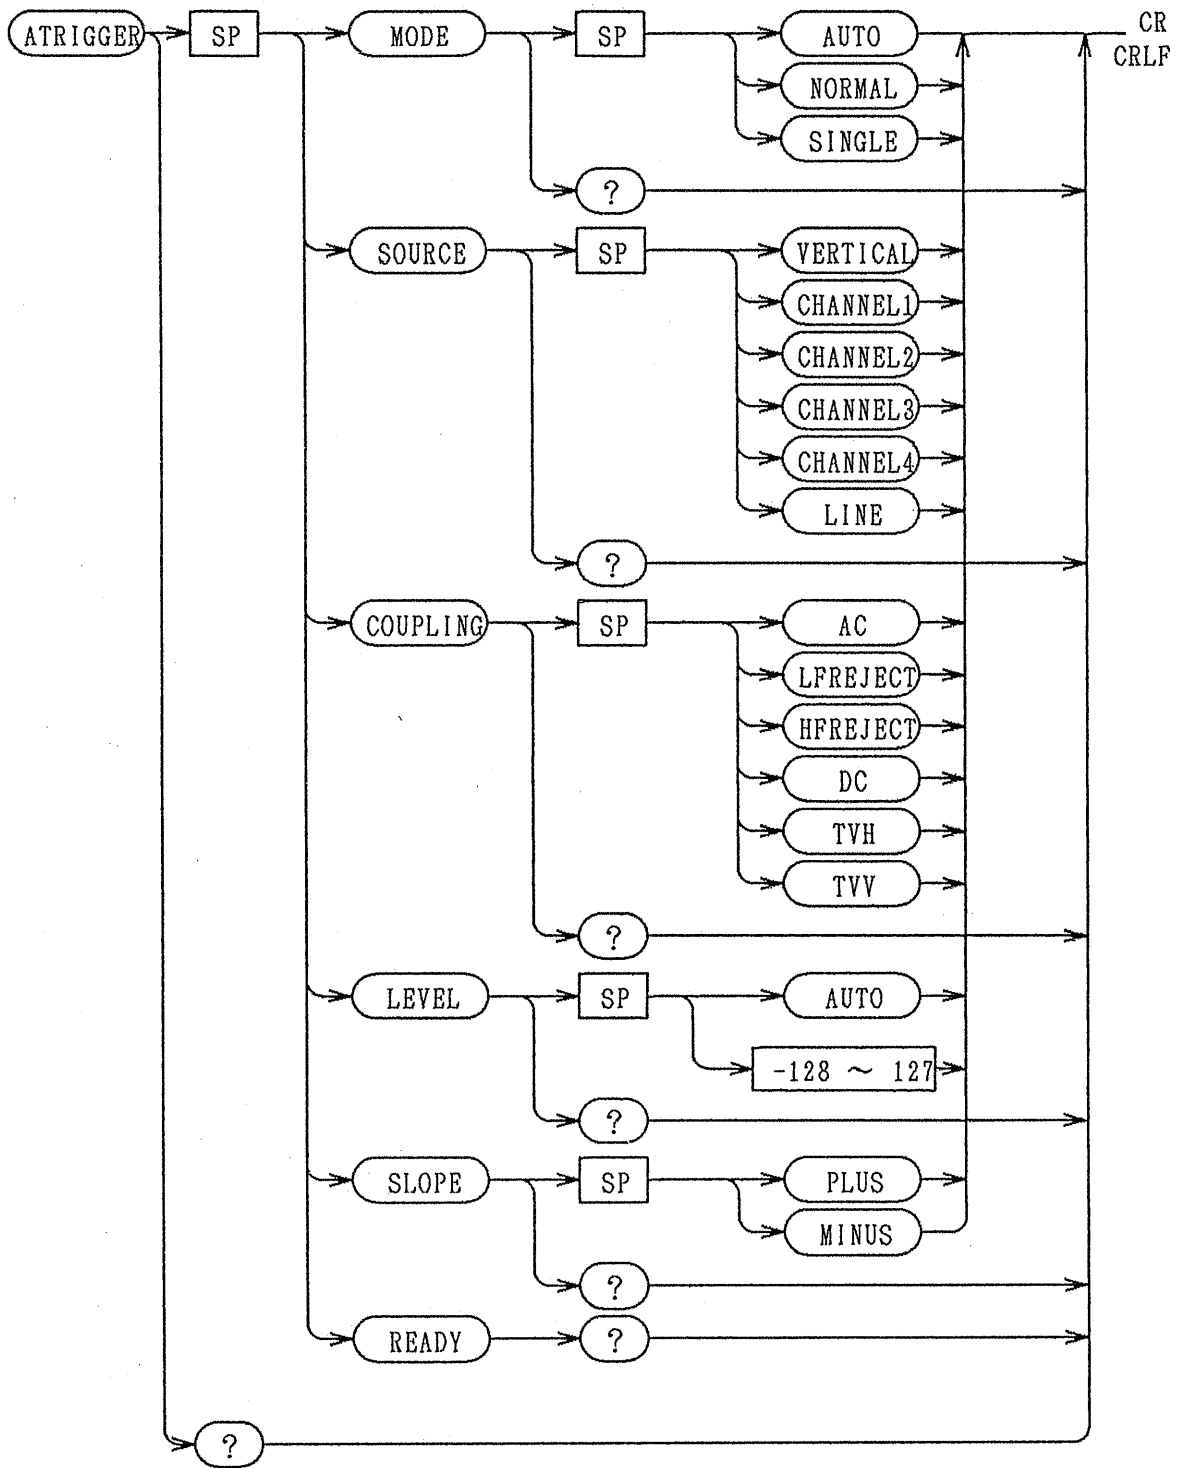 ATRIGGER SP MODE SP AUTO CR
CRLF
NORMAL
SINGLE
?
SOURCE SP VERTICAL
CHANNEL1
CHANNEL2
CHANNEL3
CHANNEL4
LINE
?
COUPLING SP AC
LFREJECT
HFREJECT
DC
TVH
TVV
?
LEVEL SP AUTO
-128 ～ 127
?
SLOPE SP PLUS
MINUS
?
READY ?
?